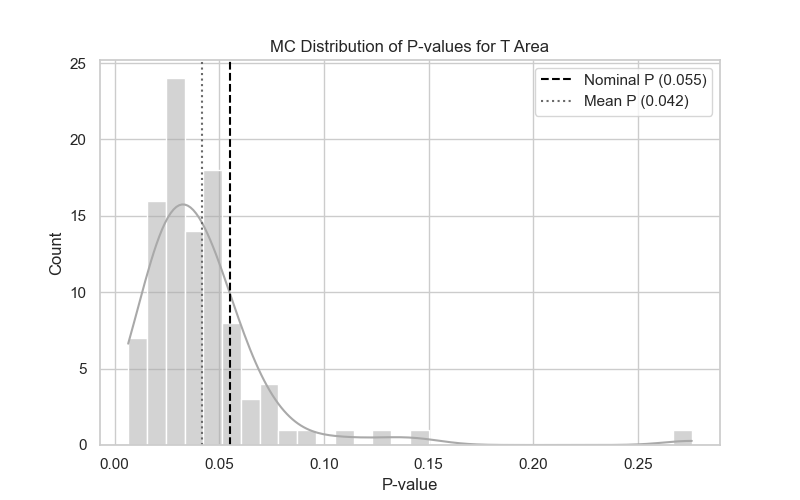 MC Distribution of P-values for T Area
Nominal P (0.055)
Mean P (0.042)
Count
25
20
15
10
5
0
0.00 0.05 0.10 0.15 0.20 0.25
P-value